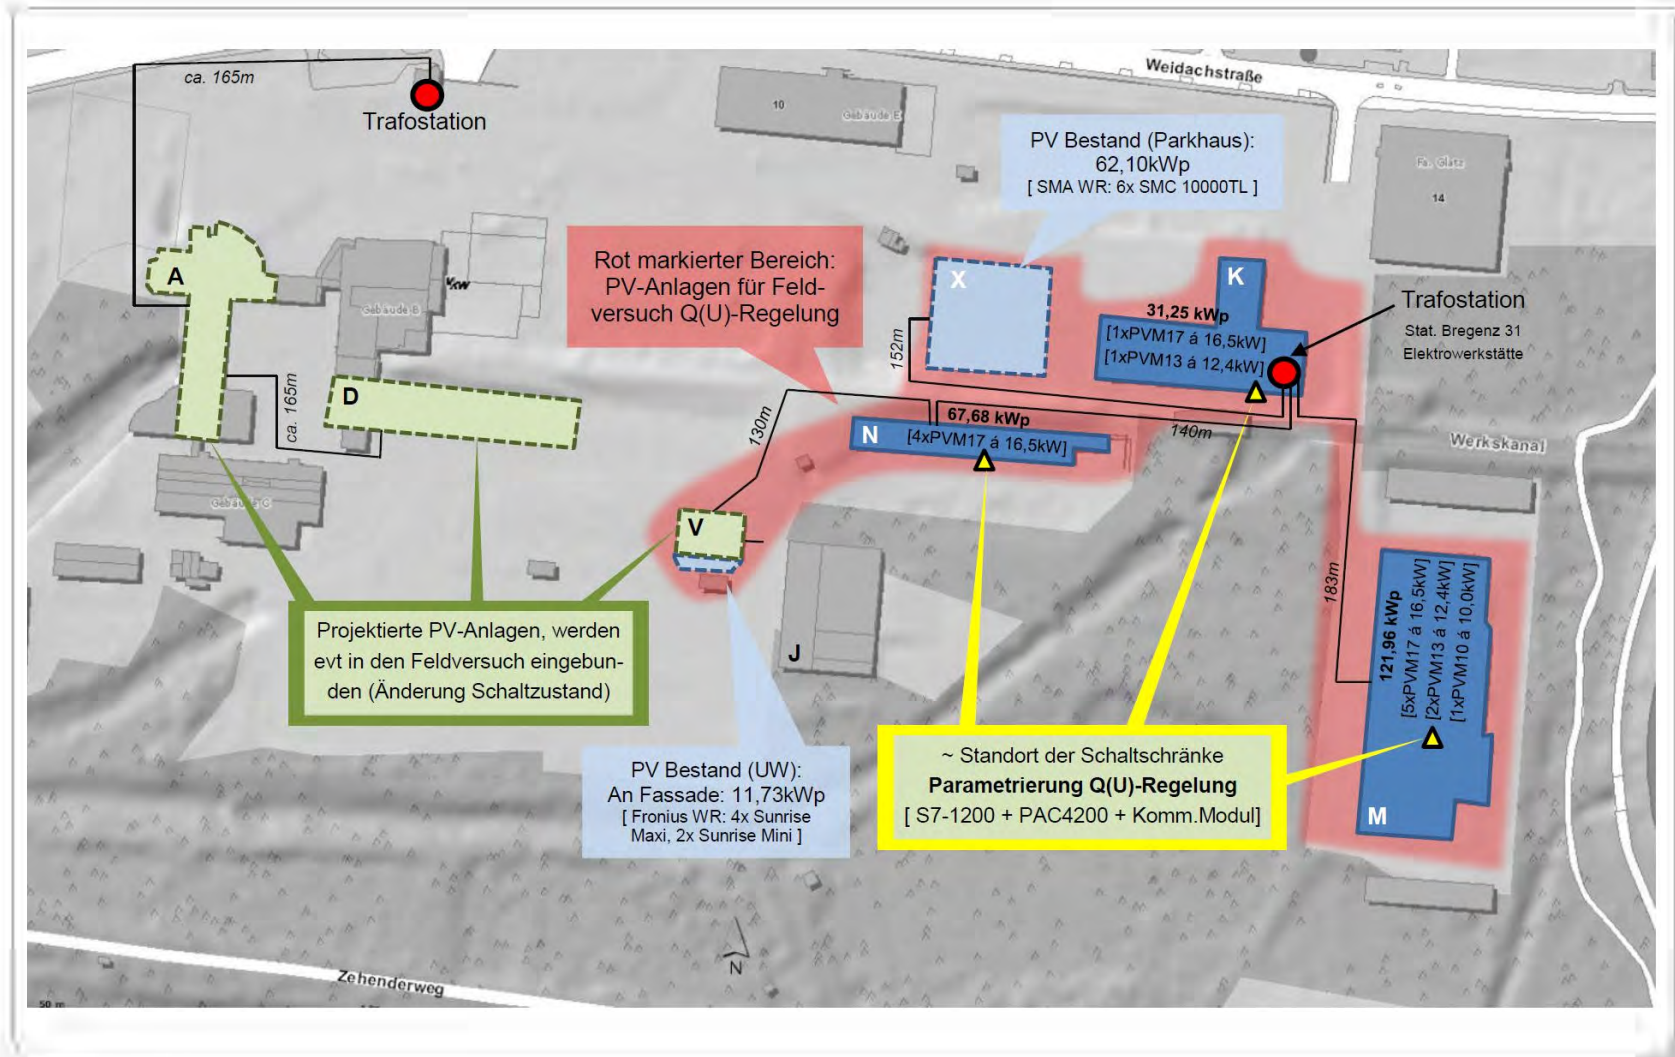 ca. 165m
Trafostation
Weidachstraße
10
Gebäude E
PV Bestand (Parkhaus):
62,10kWp
[ SMA WR: 6x SMC 10000TL ]
Fa. Glatz
14
Rot markierter Bereich:
PV-Anlagen für Feld-
versuch Q(U)-Regelung
A
VKW
Gebäude B
X
K
31,25 kWp
[1xPVM17 á 16,5kW]
[1xPVM13 á 12,4kW]
Trafostation
Stat. Bregenz 31
Elektrowerkstätte
152m
D
ca. 165m
130m
67,68 kWp
N
[4xPVM17 á 16,5kW]
140m
Werkskanal
Gebäude C
V
J
183m
121,96 kWp
[5xPVM17 á 16,5kW]
[2xPVM13 á 12,4kW]
[1xPVM10 á 10,0kW]
M
Projektierte PV-Anlagen, werden
evt in den Feldversuch eingebun-
den (Änderung Schaltzustand)
PV Bestand (UW):
An Fassade: 11,73kWp
[ Fronius WR: 4x Sunrise
Maxi, 2x Sunrise Mini ]
~ Standort der Schaltschränke
Parametrierung Q(U)-Regelung
[ S7-1200 + PAC4200 + Komm.Modul]
N
Zehenderweg
50 m